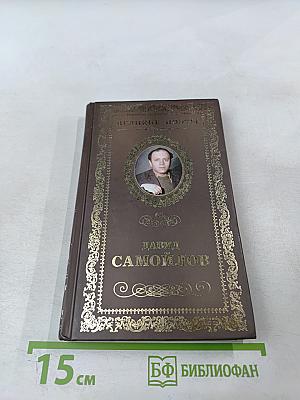 ВЕЛИКИЕ ПОЭТЫ
ДАВИД
САМОЙЛОВ
15 см
БФ БИБЛИОФАН